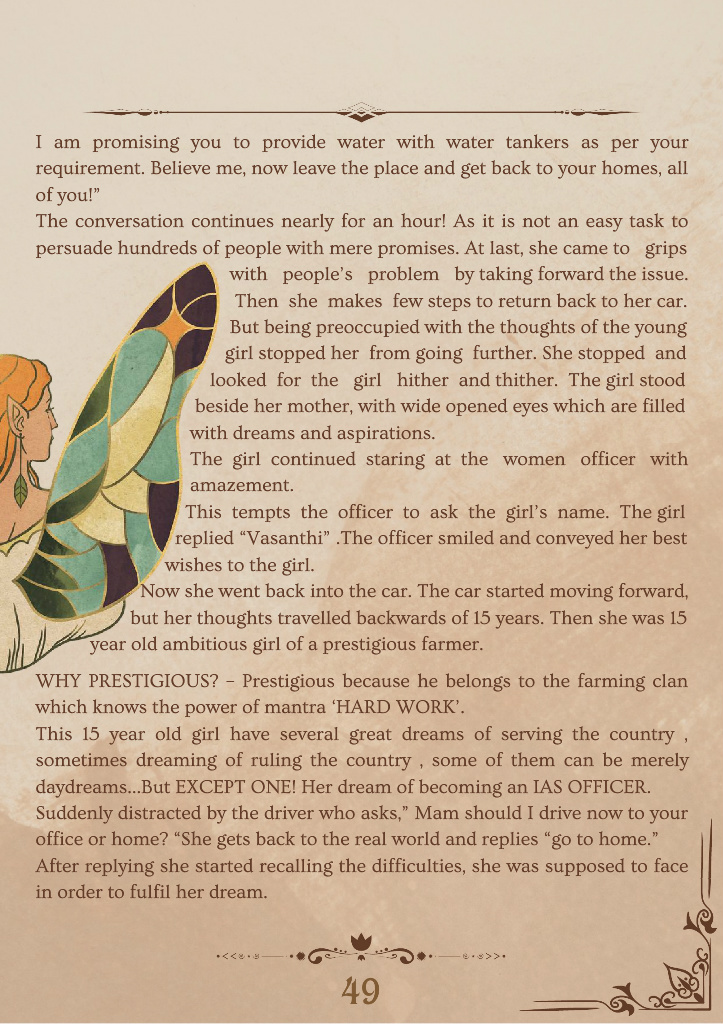 I am promising you to provide water with water tankers as per your
requirement. Believe me, now leave the place and get back to your homes, all
of you!”
The conversation continues nearly for an hour! As it is not an easy task to
persuade hundreds of people with mere promises. At last, she came to grips
with people’s problem by taking forward the issue.
Then she makes few steps to return back to her car.
But being preoccupied with the thoughts of the young
girl stopped her from going further. She stopped and
looked for the girl hither and thither. The girl stood
beside her mother, with wide opened eyes which are filled
with dreams and aspirations.
The girl continued staring at the women officer with
amazement.
This tempts the officer to ask the girl’s name. The girl
replied “Vasanthi” .The officer smiled and conveyed her best
wishes to the girl.
Now she went back into the car. The car started moving forward,
but her thoughts travelled backwards of 15 years. Then she was 15
year old ambitious girl of a prestigious farmer.
WHY PRESTIGIOUS? – Prestigious because he belongs to the farming clan
which knows the power of mantra ‘HARD WORK’.
This 15 year old girl have several great dreams of serving the country ,
sometimes dreaming of ruling the country , some of them can be merely
daydreams...But EXCEPT ONE! Her dream of becoming an IAS OFFICER.
Suddenly distracted by the driver who asks,” Mam should I drive now to your
office or home? “She gets back to the real world and replies “go to home.”
After replying she started recalling the difficulties, she was supposed to face
in order to fulfil her dream.
49